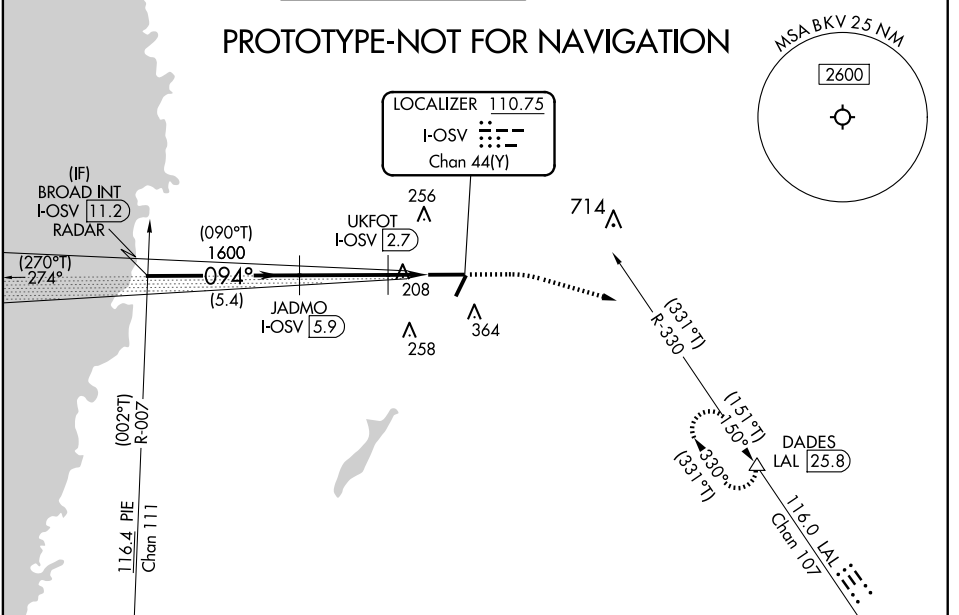 PROTOTYPE-NOT FOR NAVIGATION
MSA BKV 25 NM
2600
LOCALIZER 110.75
I-OSV
Chan 44(Y)
(IF)
BROAD INT
I-OSV 11.2
RADAR
256
714
UKFOT
I-OSV 2.7
(090°T)
1600
094°
(5.4)
(270°T)
274°
208
JADMO
I-OSV 5.9
364
258
(331°T)
R-330
(002°T)
R-007
(151°T)
150°
330°
(331°T)
DADES
LAL 25.8
116.4 PIE
Chan 111
116.0 LAL
Chan 107